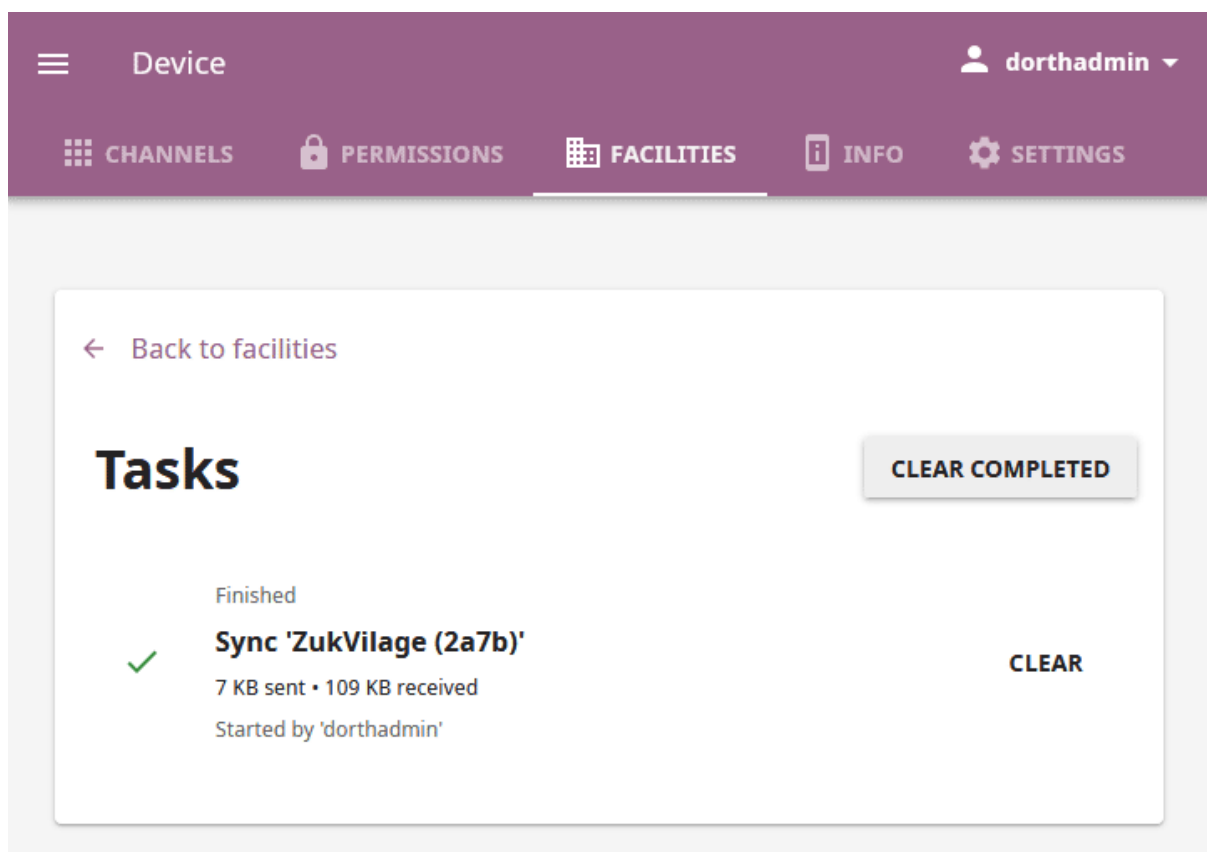 Device
dorthadmin
CHANNELS PERMISSIONS FACILITIES INFO SETTINGS
Back to facilities
Tasks
CLEAR COMPLETED
Finished
Sync 'ZukVilage (2a7b)'
7 KB sent • 109 KB received
Started by 'dorthadmin'
CLEAR